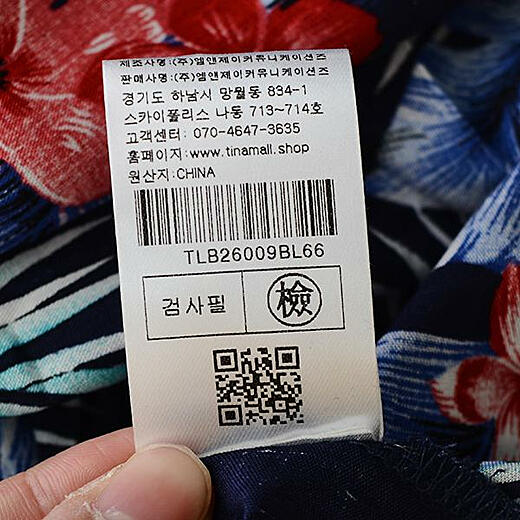 제조사명:(주)엘앤제이커뮤니케이션즈
판매사명:(주)엘앤제이커뮤니케이션즈
경기도 하남시 망월동 834-1
스카이폴리스 나동 713~714호
고객센터: 070-4647-3635
홈페이지:www.tinamall.shop
원산지:CHINA
TLB26009BL66
검사필 檢